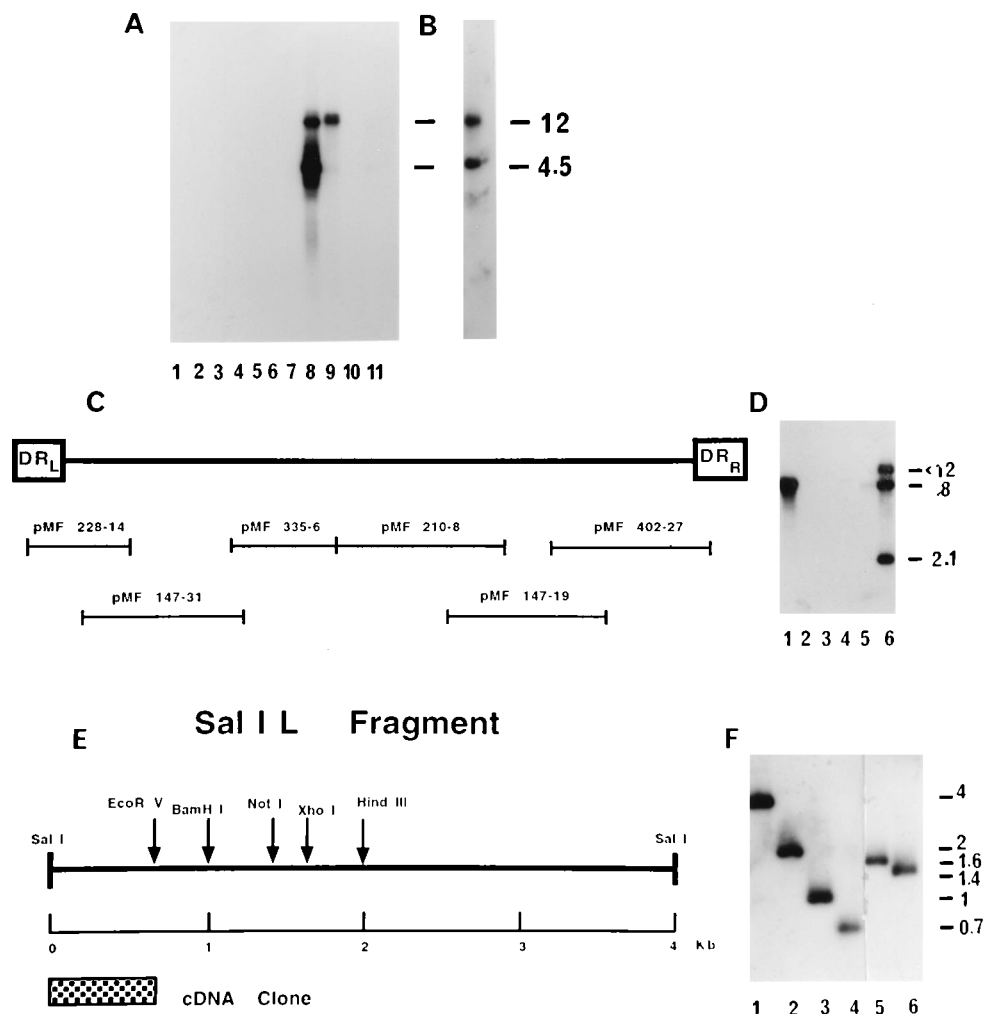 A
B
12
4.5
1 2 3 4 5 6 7 8 9 10 11
C
D
DRL
DRR
pMF 228-14
pMF 335-6
pMF 210-8
pMF 402-27
pMF 147-31
pMF 147-19
<12
8
2.1
1 2 3 4 5 6
Sal I L Fragment
E
F
EcoR V
BamH I
Not I
Xho I
Hind III
Sal I
Sal I
0 1 2 3 4 Kb
cDNA Clone
4
2
1.6
1.4
1
0.7
1 2 3 4 5 6